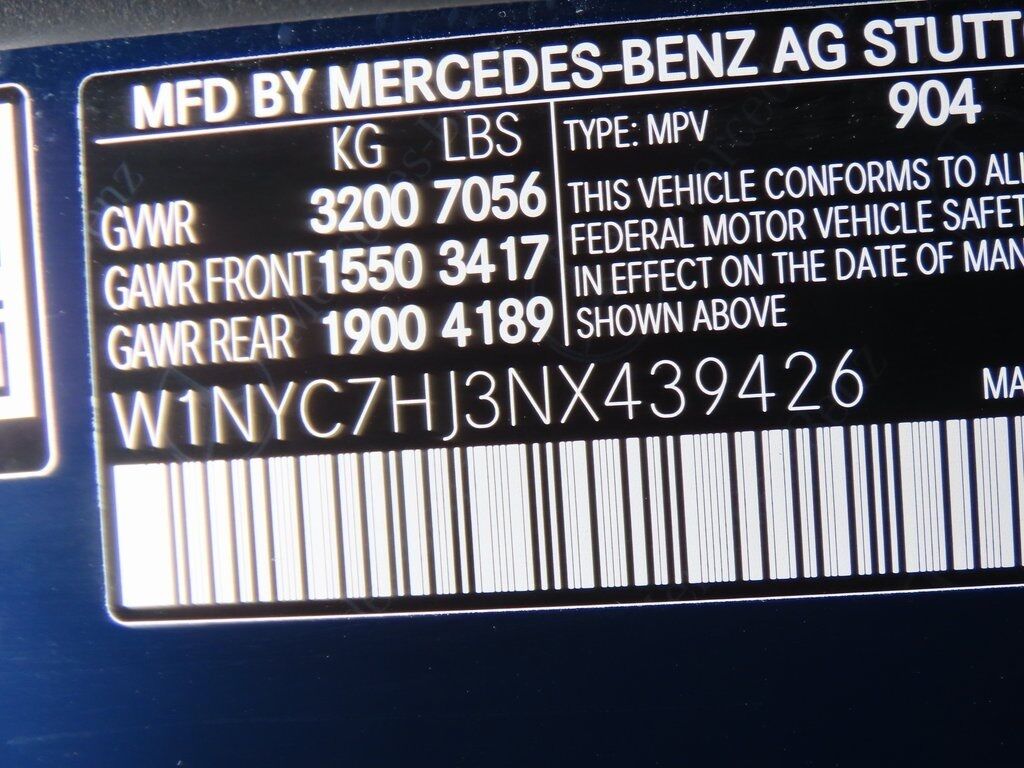 MFD BY MERCEDES-BENZ AG STUTT
KG LBS
GVWR 3200 7056
GAWR FRONT 1550 3417
GAWR REAR 1900 4189
TYPE: MPV 904
THIS VEHICLE CONFORMS TO AL
FEDERAL MOTOR VEHICLE SAFET
IN EFFECT ON THE DATE OF MAN
SHOWN ABOVE
W1NYC7HJ3NX439426
MA